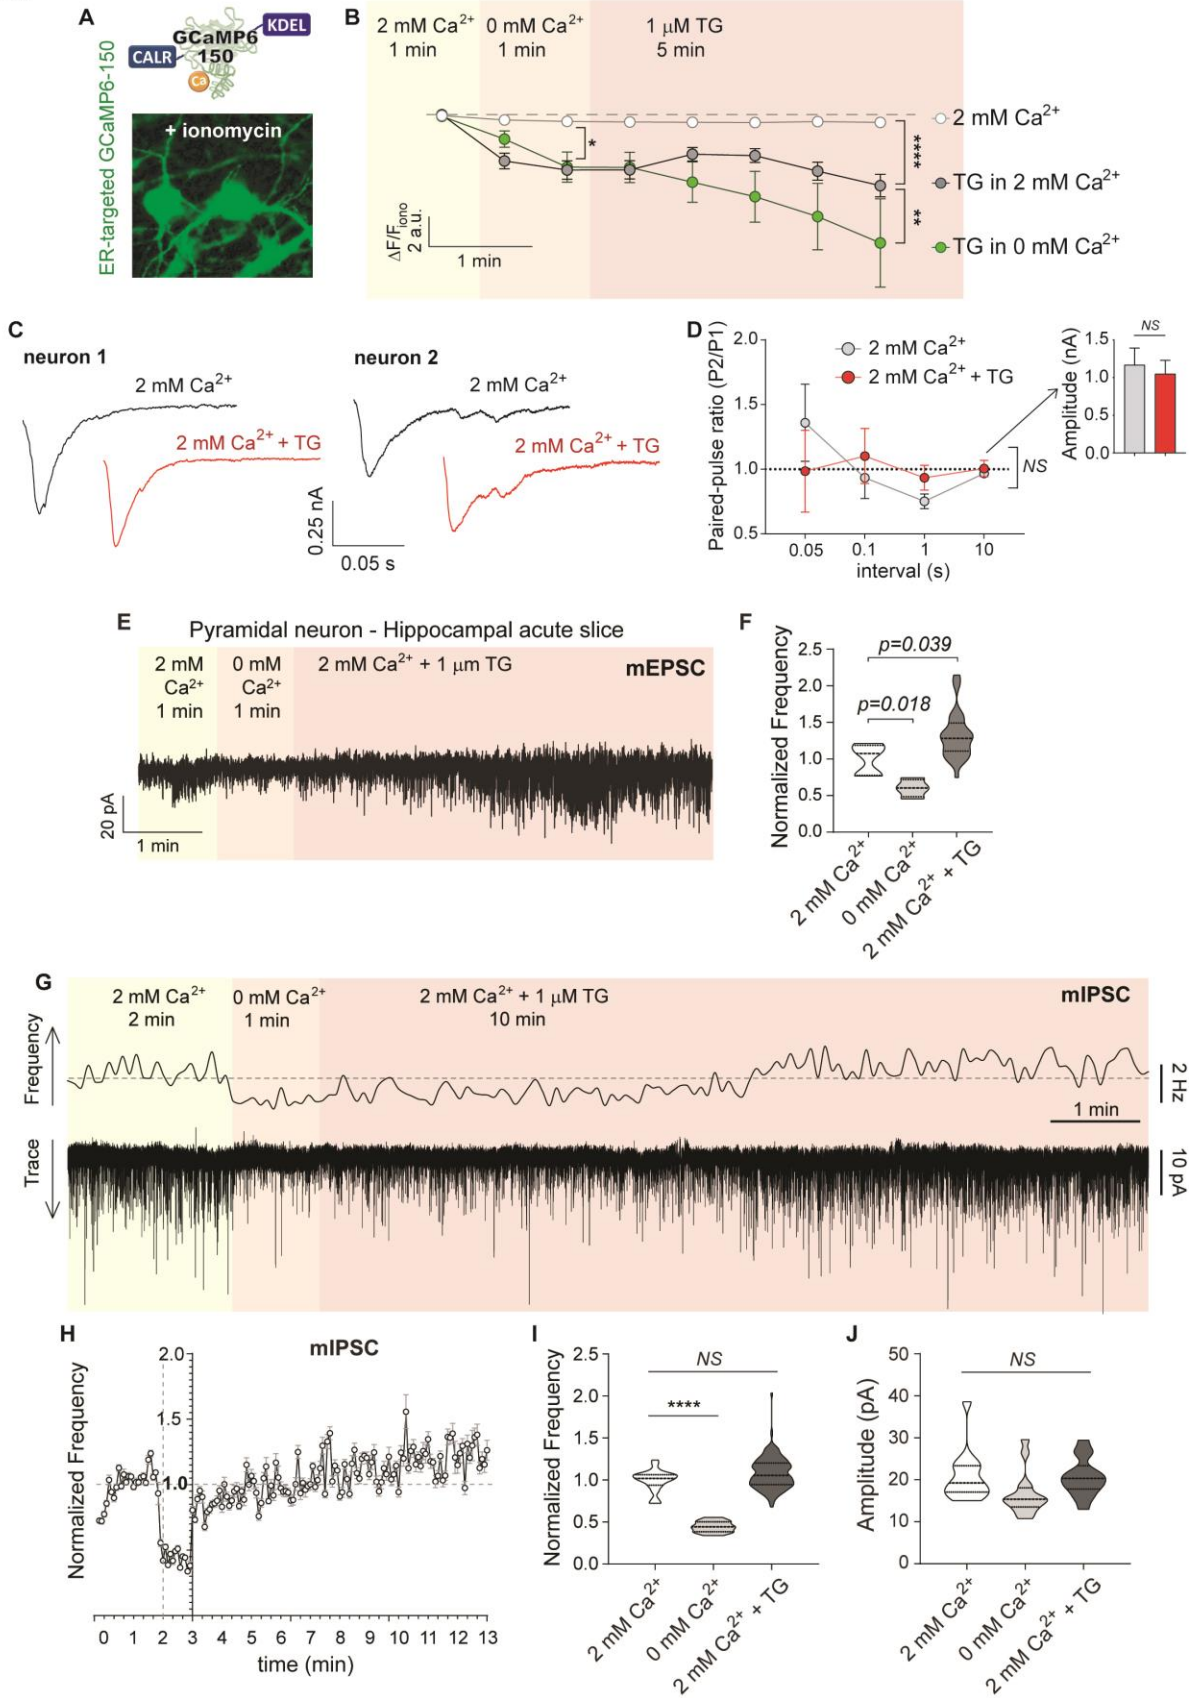 A
ER-targeted GCaMP6-150
KDEL
GCaMP6
150
CALR
Ca
+ ionomycin
B
2 mM Ca²⁺
1 min
0 mM Ca²⁺
1 min
1 μM TG
5 min
*
****
**
2 mM Ca²⁺
TG in 2 mM Ca²⁺
TG in 0 mM Ca²⁺
ΔF/Fiono
2 a.u.
1 min
C
neuron 1
2 mM Ca²⁺
2 mM Ca²⁺ + TG
neuron 2
2 mM Ca²⁺
2 mM Ca²⁺ + TG
0.25 nA
0.05 s
D
Paired-pulse ratio (P2/P1)
2.0
1.5
1.0
0.5
2 mM Ca²⁺
2 mM Ca²⁺ + TG
NS
0.05 0.1 1 10
interval (s)
Amplitude (nA)
1.5
1.0
0.5
0.0
NS
E
Pyramidal neuron - Hippocampal acute slice
2 mM
Ca²⁺
1 min
0 mM
Ca²⁺
1 min
2 mM Ca²⁺ + 1 μm TG
mEPSC
20 pA
1 min
F
Normalized Frequency
2.5
2.0
1.5
1.0
0.5
0.0
p=0.039
p=0.018
2 mM Ca²⁺
0 mM Ca²⁺
2 mM Ca²⁺ + TG
G
2 mM Ca²⁺
2 min
0 mM Ca²⁺
1 min
2 mM Ca²⁺ + 1 μM TG
10 min
mIPSC
Frequency
2 Hz
1 min
Trace
10 pA
H
mIPSC
Normalized Frequency
2.0
1.5
1.0
0 1 2 3 4 5 6 7 8 9 10 11 12 13
time (min)
I
Normalized Frequency
2.5
2.0
1.5
1.0
0.5
0.0
NS
****
2 mM Ca²⁺
0 mM Ca²⁺
2 mM Ca²⁺ + TG
J
Amplitude (pA)
50
40
30
20
10
0
NS
2 mM Ca²⁺
0 mM Ca²⁺
2 mM Ca²⁺ + TG